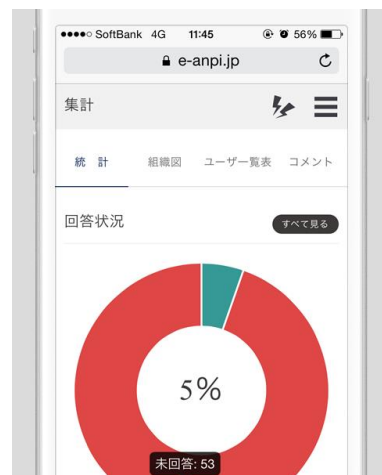 SoftBank 4G 11:45 56%
e-anpi.jp
集計
統 計 組織図 ユーザー覧表 コメント
回答状況 すべて見る
5%
未回答: 53